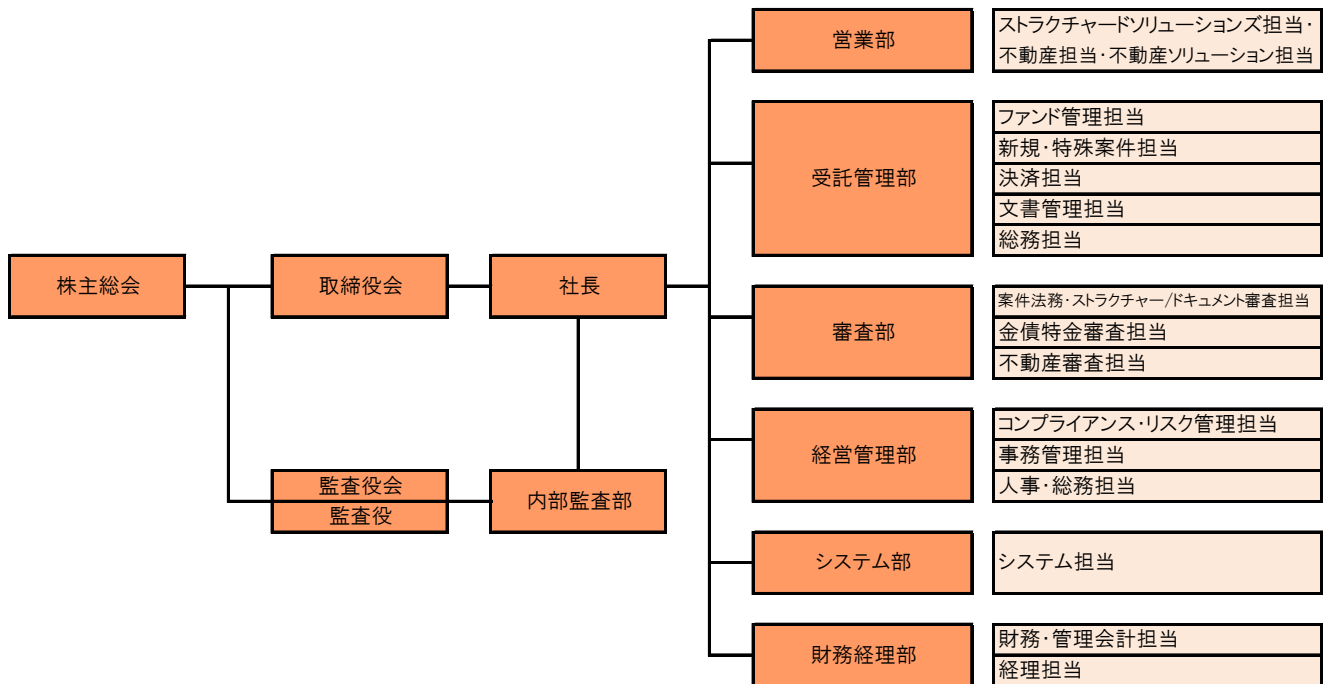 株主総会
取締役会
社長
監査役会
監査役
内部監査部
営業部
ストラクチャードソリューションズ担当・
不動産担当・不動産ソリューション担当
受託管理部
ファンド管理担当
新規・特殊案件担当
決済担当
文書管理担当
総務担当
審査部
案件法務・ストラクチャー/ドキュメント審査担当
金債特金審査担当
不動産審査担当
経営管理部
コンプライアンス・リスク管理担当
事務管理担当
人事・総務担当
システム部
システム担当
財務経理部
財務・管理会計担当
経理担当